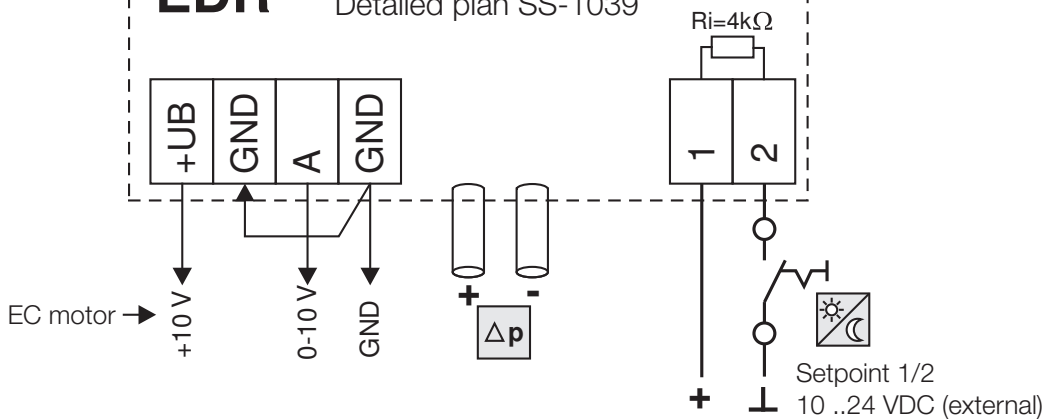 EDR Detailed plan SS-1039
Ri=4kΩ
+UB GND A GND
1 2
EC motor
+10 V 0-10 V GND
+ -
Δp
+ ⊥
Setpoint 1/2
10 ..24 VDC (external)